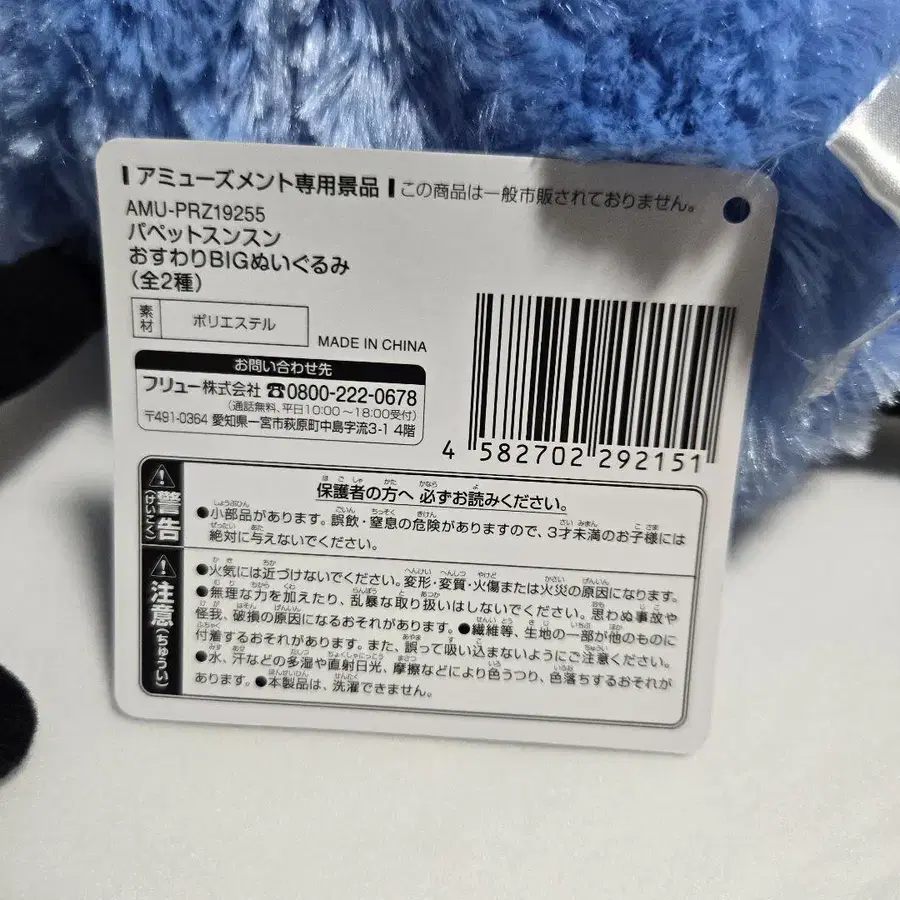 アミューズメント専用景品 この商品は一般市販されておりません。
AMU-PRZ19255
パペットスンスン
おすわりBIGぬいぐるみ
(全2種)
素材 ポリエステル
MADE IN CHINA
お問い合わせ先
フリュー株式会社 ☎0800-222-0678
(通話無料、平日10:00〜18:00受付)
〒491-0364 愛知県一宮市萩原町中島字流3-1 4階
4 582702 292151
警告(けいこく)
保護者の方へ 必ずお読みください。
●小部品があります。誤飲・窒息の危険がありますので、3才未満のお子様には
絶対に与えないでください。
注意(ちゅうい)
●火気には近づけないでください。変形・変質・火傷または火災の原因になります。
●無理な力を加えたり、乱暴な取り扱いはしないでください。思わぬ事故や
怪我、破損の原因になるおそれがあります。●繊維等、生地の一部が他のものに
付着するおそれがあります。また、誤って吸い込まないようにご注意ください。
●水、汗などの多湿や直射日光、摩擦などにより色うつり、色落ちするおそれが
あります。●本製品は、洗濯できません。